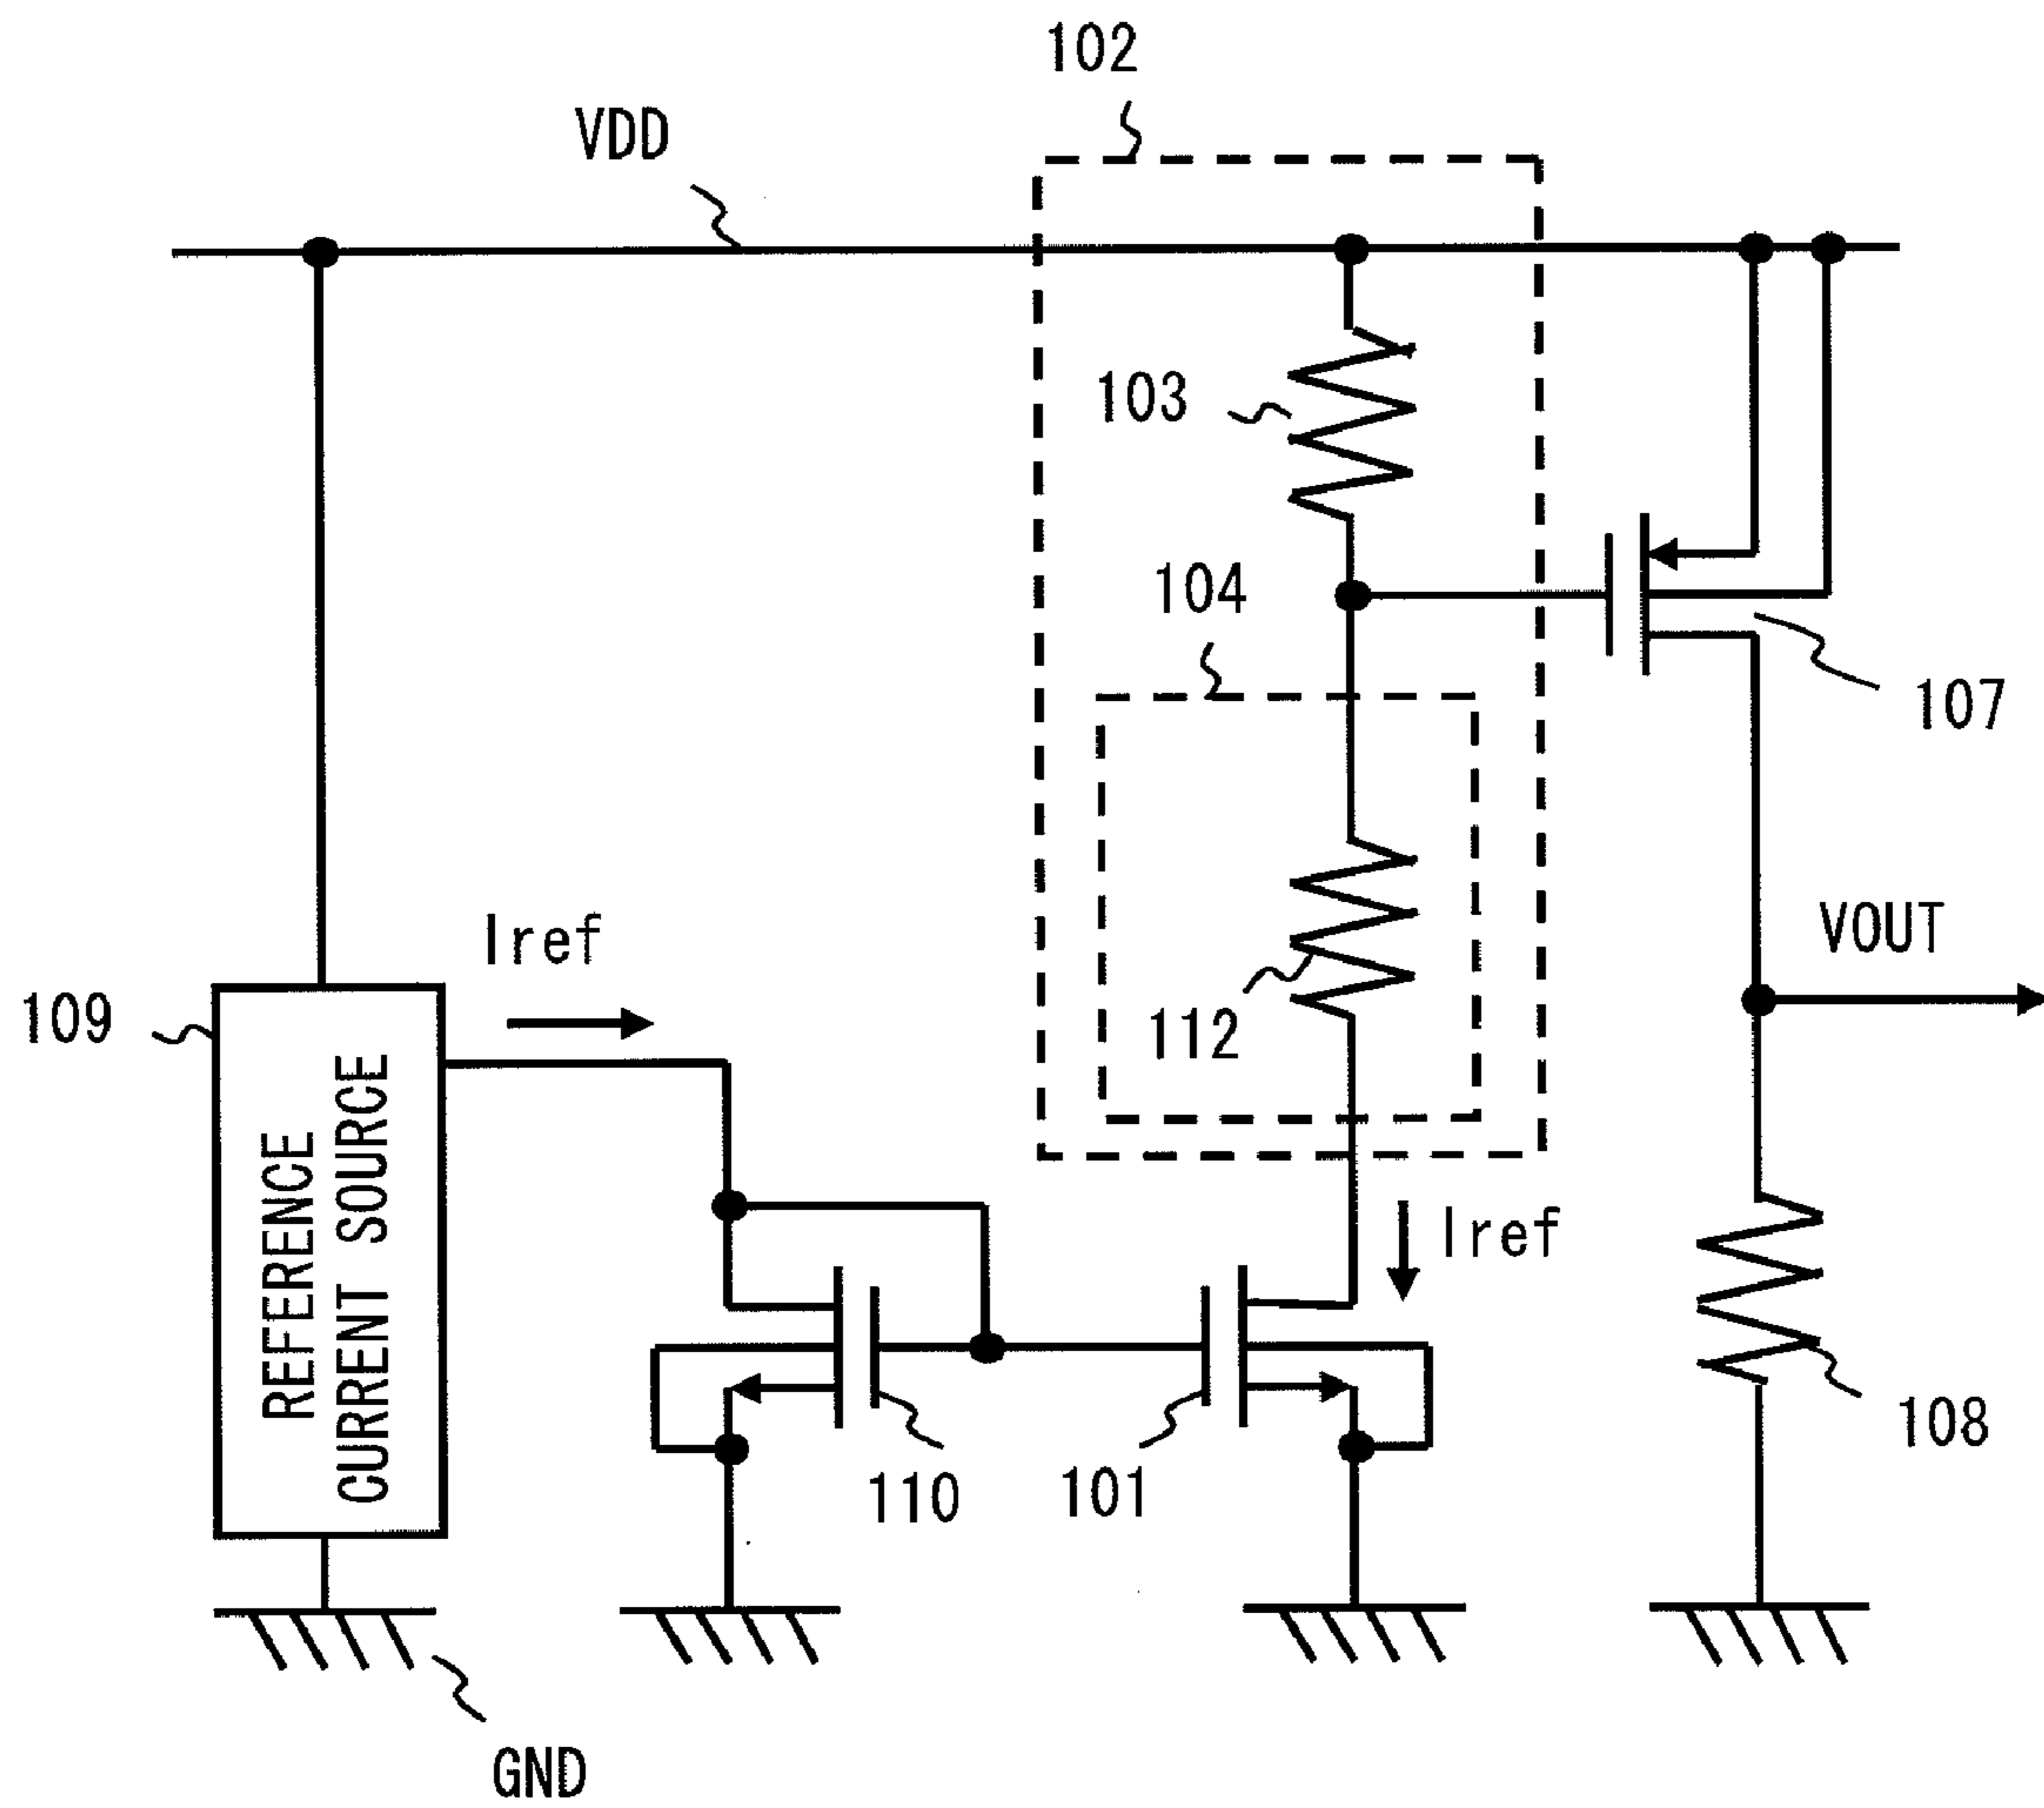 102
VDD
103
104
107
Iref
VOUT
109
112
REFERENCE
CURRENT SOURCE
Iref
110
101
108
GND